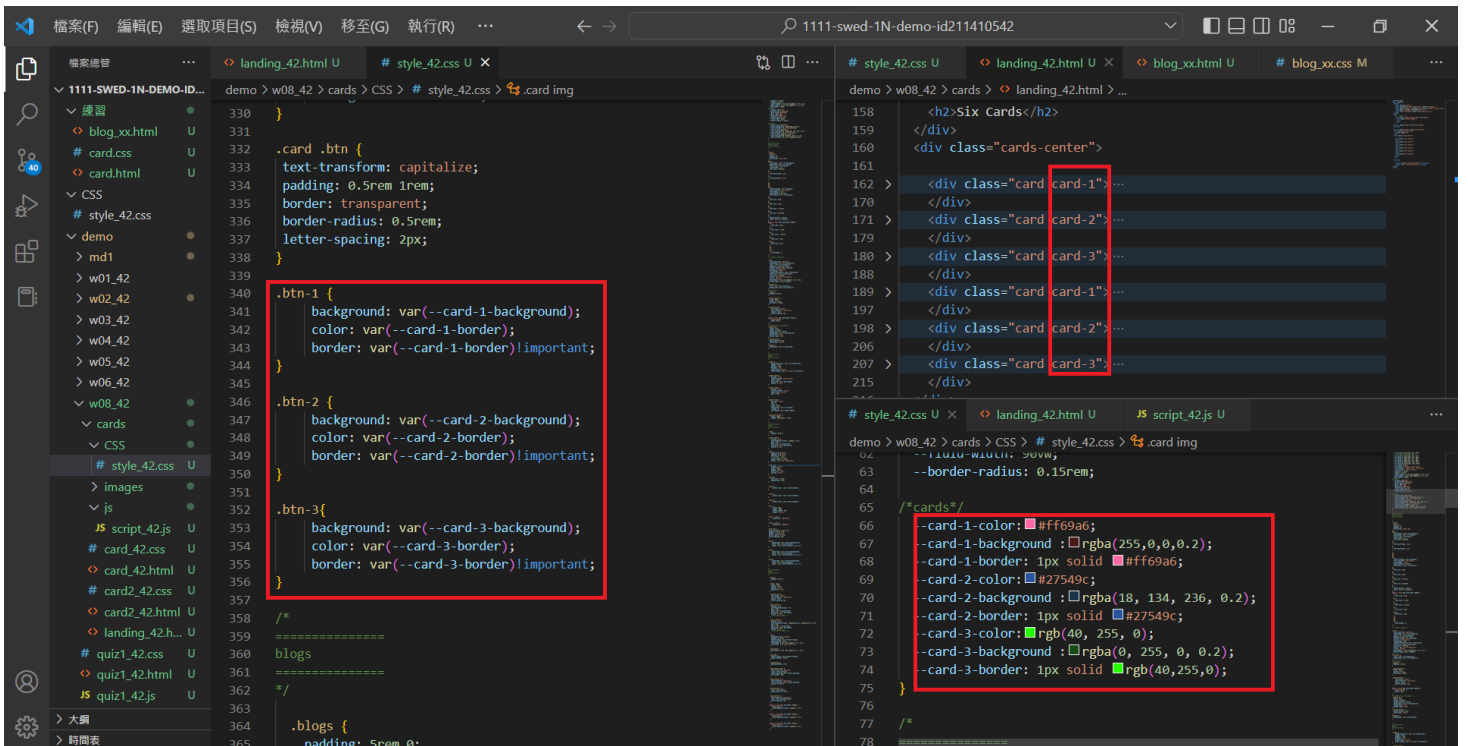 檔案(F) 編輯(E) 選取項目(S) 檢視(V) 移至(G) 執行(R) ··· 1111-swed-1N-demo-id211410542
檔案總管 ···
1111-SWED-1N-DEMO-ID...
練習
blog_xx.html U
# card.css U
card.html U
CSS
# style_42.css
demo
md1
w01_42
w02_42
w03_42
w04_42
w05_42
w06_42
w08_42
cards
CSS
# style_42.css U
images
js
JS script_42.js U
# card_42.css U
<> card_42.html U
# card2_42.css U
<> card2_42.html U
<> landing_42.h... U
# quiz1_42.css U
<> quiz1_42.html U
JS quiz1_42.js U
大綱
時間表
40
<> landing_42.html U # style_42.css U
demo > w08_42 > cards > CSS > # style_42.css > .card img
330 }
331
332 .card .btn {
333 text-transform: capitalize;
334 padding: 0.5rem 1rem;
335 border: transparent;
336 border-radius: 0.5rem;
337 letter-spacing: 2px;
338 }
339
340 .btn-1 {
341 background: var(--card-1-background);
342 color: var(--card-1-border);
343 border: var(--card-1-border)!important;
344 }
345
346 .btn-2 {
347 background: var(--card-2-background);
348 color: var(--card-2-border);
349 border: var(--card-2-border)!important;
350 }
351
352 .btn-3{
353 background: var(--card-3-background);
354 color: var(--card-3-border);
355 border: var(--card-3-border)!important;
356 }
357
358 /*
359 ===============
360 blogs
361 ===============
362 */
363
364 .blogs {
365 padding: 5rem 0;
# style_42.css U <> landing_42.html U <> blog_xx.html U # blog_xx.css M ···
demo > w08_42 > cards > <> landing_42.html > ...
158 <h2>Six Cards</h2>
159 </div>
160 <div class="cards-center">
161
162 > <div class="card card-1">···
170 </div>
171 > <div class="card card-2">···
179 </div>
180 > <div class="card card-3">···
188 </div>
189 > <div class="card card-1">···
197 </div>
198 > <div class="card card-2">···
206 </div>
207 > <div class="card card-3">···
215 </div>
# style_42.css U <> landing_42.html U JS script_42.js U ···
demo > w08_42 > cards > CSS > # style_42.css > .card img
62 --fluid-width: 90vw;
63 --border-radius: 0.15rem;
64
65 /*cards*/
66 --card-1-color: #ff69a6;
67 --card-1-background :rgba(255,0,0,0.2);
68 --card-1-border: 1px solid #ff69a6;
69 --card-2-color: #27549c;
70 --card-2-background :rgba(18, 134, 236, 0.2);
71 --card-2-border: 1px solid #27549c;
72 --card-3-color: rgb(40, 255, 0);
73 --card-3-background :rgba(0, 255, 0, 0.2);
74 --card-3-border: 1px solid rgb(40,255,0);
75 }
76
77 /*
78 ===============